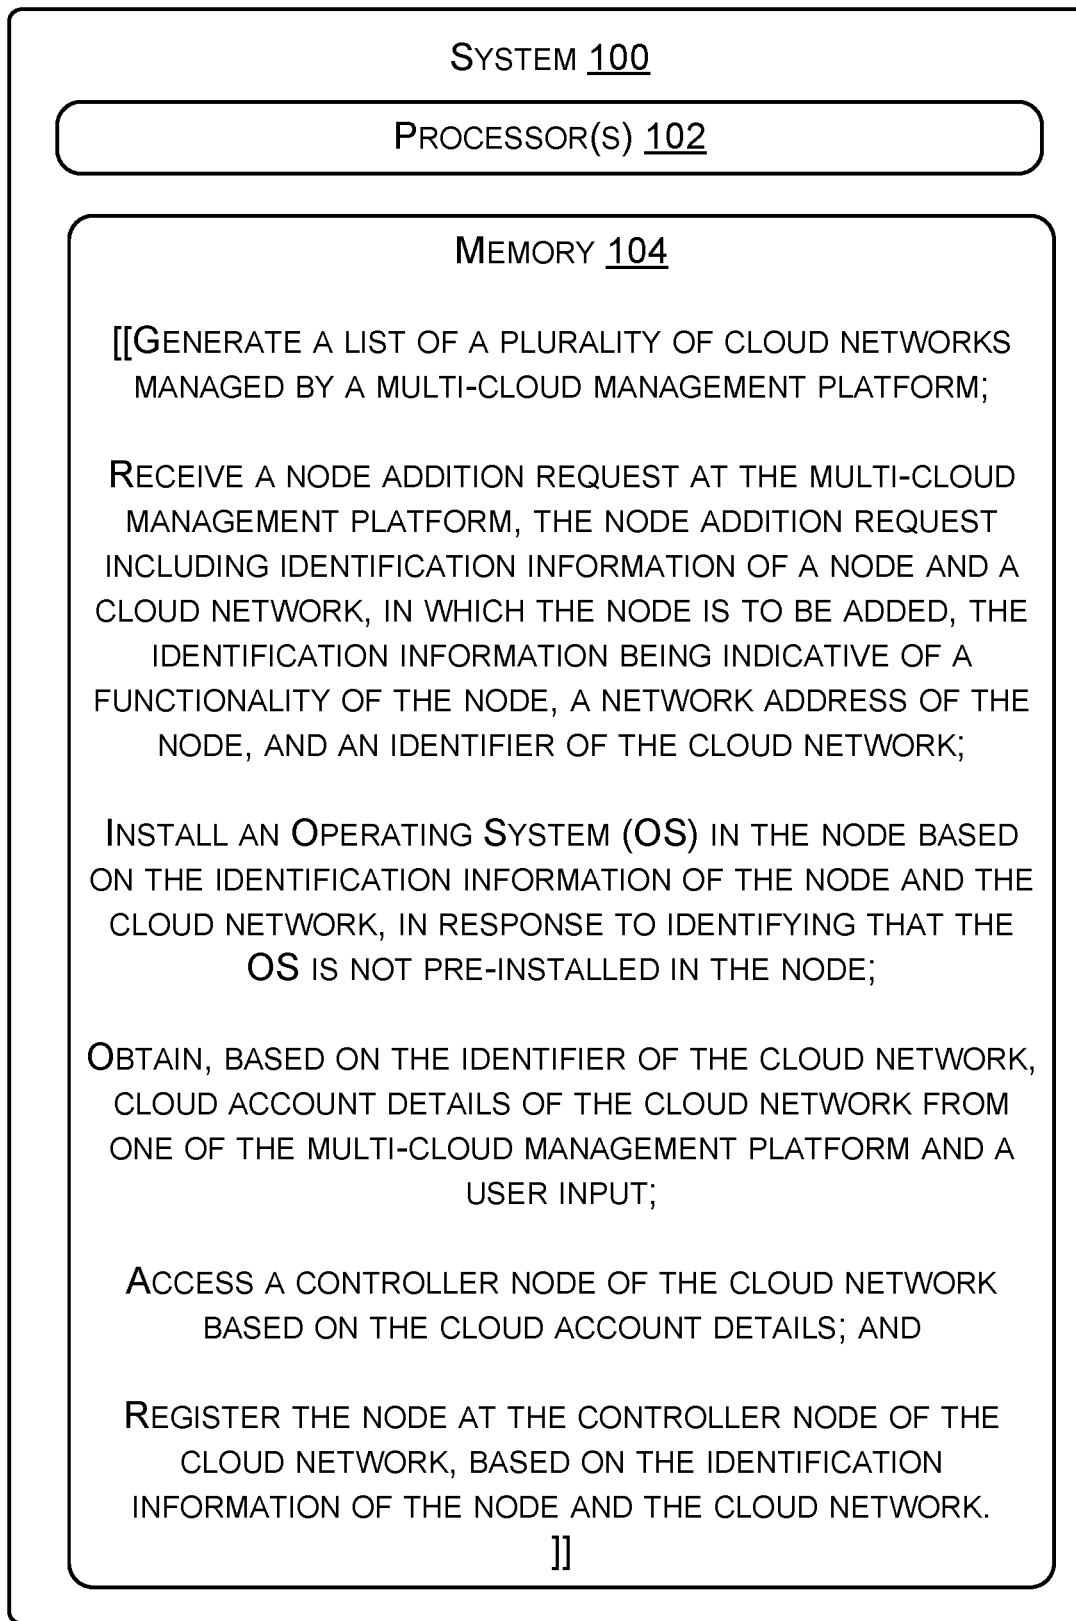 SYSTEM 100
PROCESSOR(S) 102
MEMORY 104
[[GENERATE A LIST OF A PLURALITY OF CLOUD NETWORKS
MANAGED BY A MULTI-CLOUD MANAGEMENT PLATFORM;
RECEIVE A NODE ADDITION REQUEST AT THE MULTI-CLOUD
MANAGEMENT PLATFORM, THE NODE ADDITION REQUEST
INCLUDING IDENTIFICATION INFORMATION OF A NODE AND A
CLOUD NETWORK, IN WHICH THE NODE IS TO BE ADDED, THE
IDENTIFICATION INFORMATION BEING INDICATIVE OF A
FUNCTIONALITY OF THE NODE, A NETWORK ADDRESS OF THE
NODE, AND AN IDENTIFIER OF THE CLOUD NETWORK;
INSTALL AN OPERATING SYSTEM (OS) IN THE NODE BASED
ON THE IDENTIFICATION INFORMATION OF THE NODE AND THE
CLOUD NETWORK, IN RESPONSE TO IDENTIFYING THAT THE
OS IS NOT PRE-INSTALLED IN THE NODE;
OBTAIN, BASED ON THE IDENTIFIER OF THE CLOUD NETWORK,
CLOUD ACCOUNT DETAILS OF THE CLOUD NETWORK FROM
ONE OF THE MULTI-CLOUD MANAGEMENT PLATFORM AND A
USER INPUT;
ACCESS A CONTROLLER NODE OF THE CLOUD NETWORK
BASED ON THE CLOUD ACCOUNT DETAILS; AND
REGISTER THE NODE AT THE CONTROLLER NODE OF THE
CLOUD NETWORK, BASED ON THE IDENTIFICATION
INFORMATION OF THE NODE AND THE CLOUD NETWORK.
]]